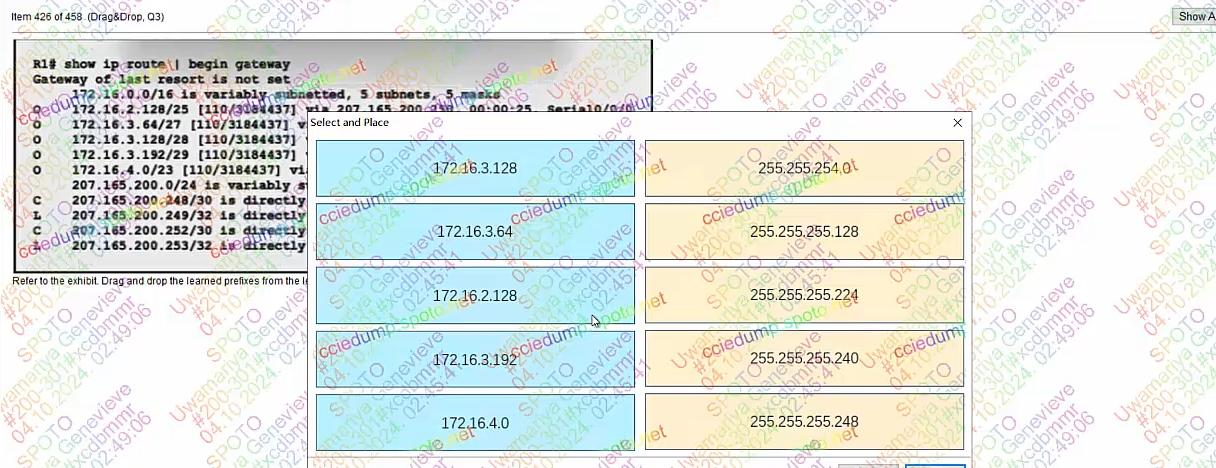 Item 426 of 458 (Drag&Drop, Q3)
Show A
R1# show ip route | begin gateway
Gateway of last resort is not set
172.16.0.0/16 is variably subnetted, 5 subnets, 5 masks
O 172.16.2.128/25 [110/3184437] via 207.165.200.250, 00:00:25, Serial0/0/0
O 172.16.3.64/27 [110/3184437]
O 172.16.3.128/28 [110/3184437]
O 172.16.3.192/29 [110/3184437]
O 172.16.4.0/23 [110/3184437]
207.165.200.0/24 is variably
C 207.165.200.248/30 is directly
L 207.165.200.249/32 is directly
C 207.165.200.252/30 is directly
L 207.165.200.253/32 is directly
Refer to the exhibit. Drag and drop the learned prefixes from the
Select and Place
172.16.3.128 255.255.254.0
172.16.3.64 255.255.255.128
172.16.2.128 255.255.255.224
172.16.3.192 255.255.255.240
172.16.4.0 255.255.255.248
cciedump.spoto.net
SPOTO Genevieve
04.10.2024.
02:49:06